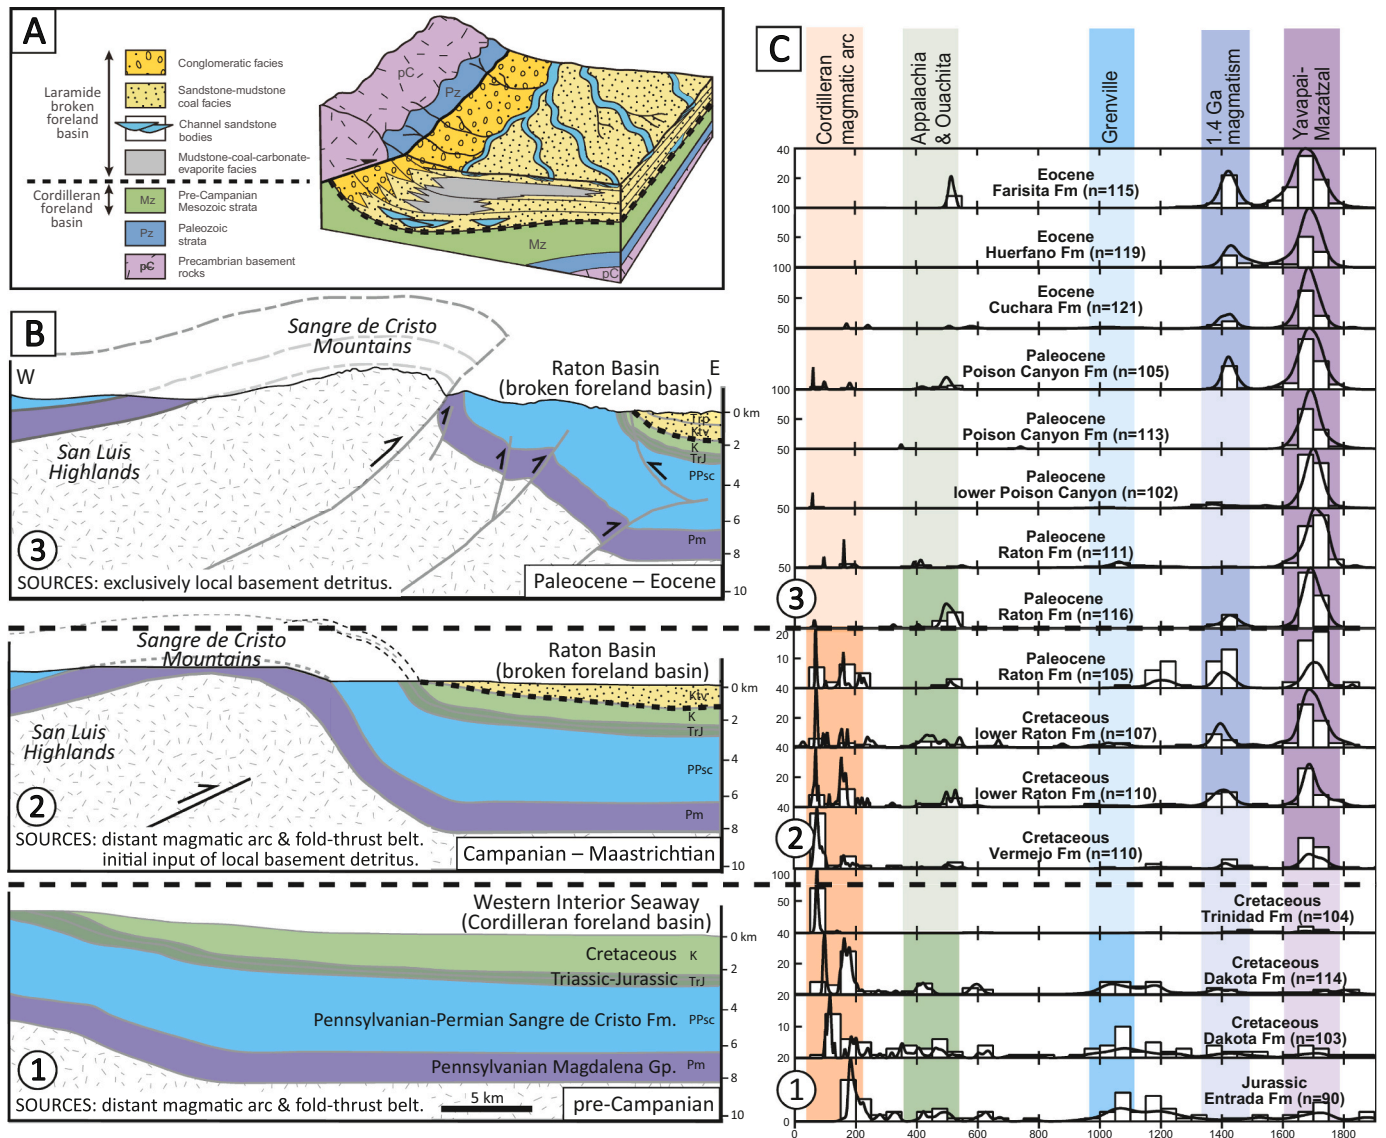 A
Laramide
broken
foreland
basin
Conglomeratic facies
Sandstone-mudstone
coal facies
Channel sandstone
bodies
Mudstone-coal-carbonate-
evaporite facies
Cordilleran
foreland
basin
Mz
Pre-Campanian
Mesozoic strata
Pz
Paleozoic
strata
pC
Precambrian basement
rocks
pC
Pz
Mz
pC
B
W
E
Sangre de Cristo
Mountains
Raton Basin
(broken foreland basin)
San Luis
Highlands
TrP
Ktv
K
TrJ
PPsc
Pm
0 km
2
4
6
8
10
3
SOURCES: exclusively local basement detritus.
Paleocene – Eocene
Sangre de Cristo
Mountains
Raton Basin
(broken foreland basin)
San Luis
Highlands
Ktv
K
TrJ
PPsc
Pm
0 km
2
4
6
8
10
2
SOURCES: distant magmatic arc & fold-thrust belt.
initial input of local basement detritus.
Campanian – Maastrichtian
Western Interior Seaway
(Cordilleran foreland basin)
Cretaceous K
Triassic-Jurassic TrJ
Pennsylvanian-Permian Sangre de Cristo Fm. PPsc
Pennsylvanian Magdalena Gp. Pm
0 km
2
4
6
8
10
1
SOURCES: distant magmatic arc & fold-thrust belt.
5 km
pre-Campanian
C
Cordilleran
magmatic arc
Appalachia
& Ouachita
Grenville
1.4 Ga
magmatism
Yavapai-
Mazatzal
40
20
100
Eocene
Farisita Fm (n=115)
50
100
Eocene
Huerfano Fm (n=119)
50
50
Eocene
Cuchara Fm (n=121)
100
Paleocene
Poison Canyon Fm (n=105)
50
50
Paleocene
Poison Canyon Fm (n=113)
50
Paleocene
lower Poison Canyon (n=102)
50
Paleocene
Raton Fm (n=111)
3
Paleocene
Raton Fm (n=116)
20
10
40
Paleocene
Raton Fm (n=105)
20
40
Cretaceous
lower Raton Fm (n=107)
20
40
Cretaceous
lower Raton Fm (n=110)
2
20
100
Cretaceous
Vermejo Fm (n=110)
50
40
Cretaceous
Trinidad Fm (n=104)
20
20
Cretaceous
Dakota Fm (n=114)
10
20
Cretaceous
Dakota Fm (n=103)
1
10
0
Jurassic
Entrada Fm (n=90)
0 200 400 600 800 1000 1200 1400 1600 1800